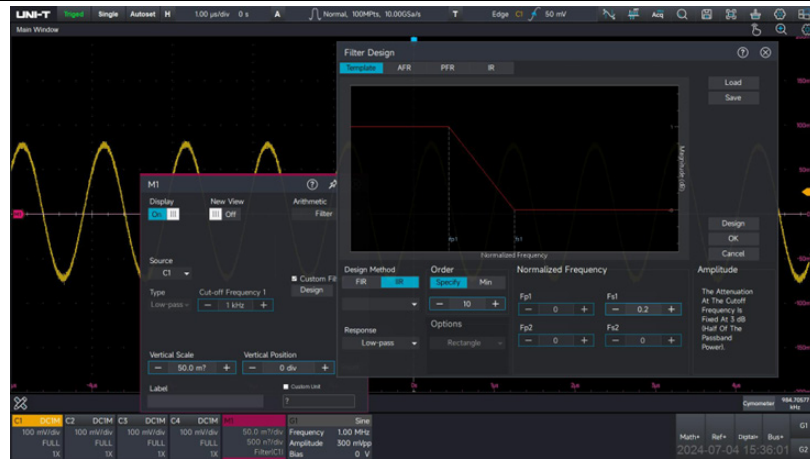 UNI-T Triged Single Autoset H 1.00 μs/div 0 s A Normal, 100MPts, 10.00GSa/s T Edge C1 50 mV Acq
Main Window
Filter Design
Template AFR PFR IR
Load
Save
1
Magnitude (dB)
0
fp1 fs1
Normalized Frequency
Design
OK
Cancel
M1
Display New View Arithmetic
On Off Filter
Source
C1
Custom Fil
Type Cut-off Frequency 1 Design
Low-pass 1 kHz
Vertical Scale Vertical Position
50.0 m? 0 div
Label Custom Unit
?
Design Method Order Normalized Frequency Amplitude
FIR IIR Specify Min
Fp1 Fs1
10 0 0.2
Response Options Fp2 Fs2
Low-pass Rectangle 0 0
The Attenuation
At The Cutoff
Frequency Is
Fixed At 3 dB
(Half Of The
Passband
Power).
0s 1μs 2μs 3μs
Cymometer 984.70577
kHz
C1 DC1M C2 DC1M C3 DC1M C4 DC1M M1 G1 Sine
100 mV/div 100 mV/div 100 mV/div 100 mV/div 50.0 m?/div Frequency 1.00 MHz
FULL FULL FULL FULL 500 n?/div Amplitude 300 mVpp
1X 1X 1X 1X Filter(C1) Bias 0 V
Math+ Ref+ Digital+ Bus+ G1
2024-07-04 15:36:01 G2